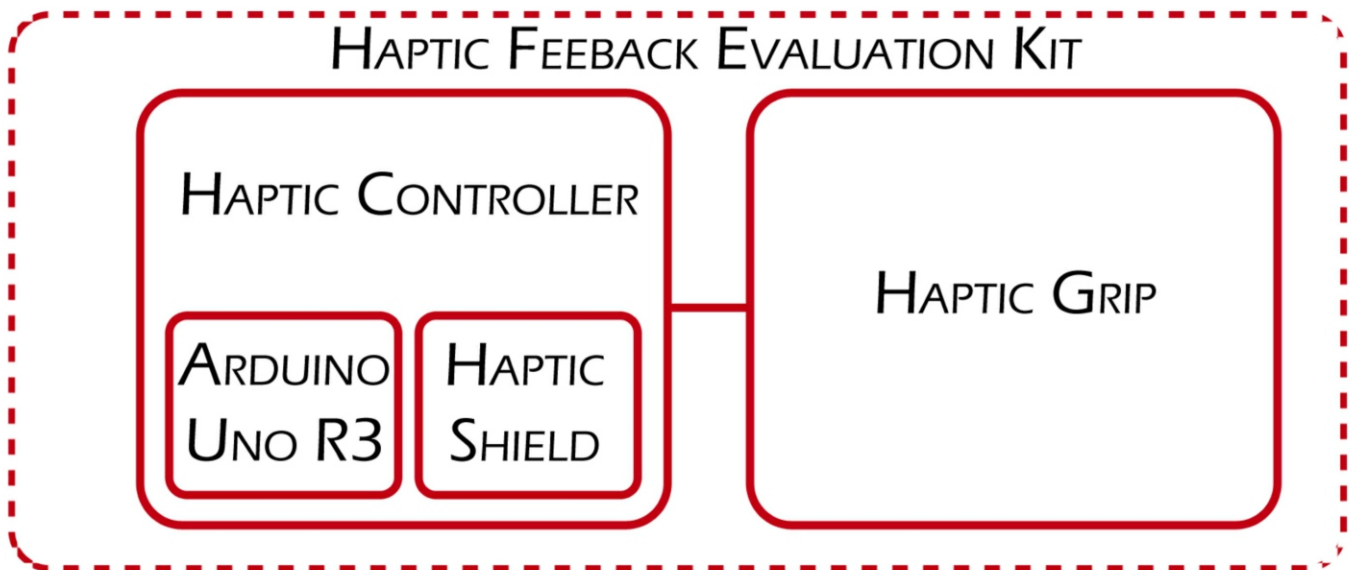 Haptic Feeback Evaluation Kit
Haptic Controller
Arduino
Uno R3
Haptic
Shield
Haptic Grip